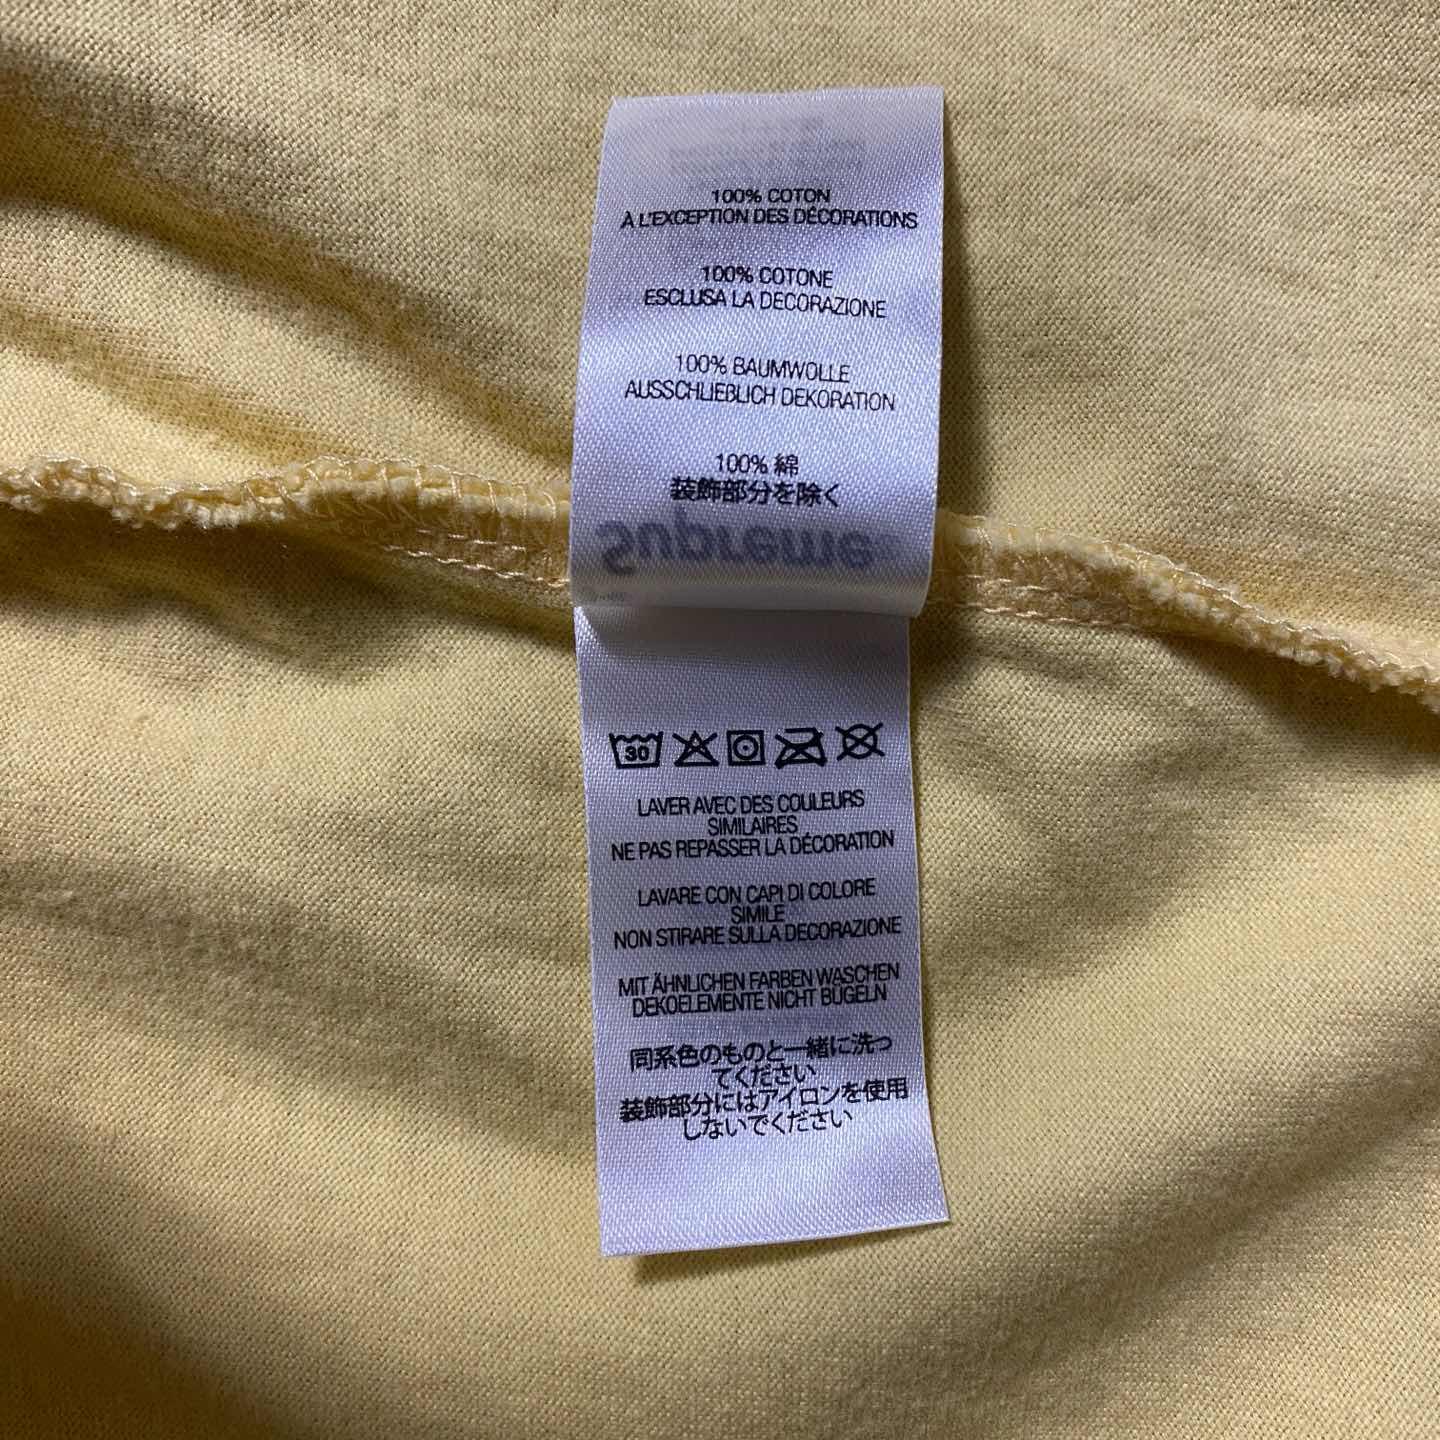 100% COTON
À L'EXCEPTION DES DÉCORATIONS
100% COTONE
ESCLUSA LA DECORAZIONE
100% BAUMWOLLE
AUSSCHLIEßLICH DEKORATION
100% 綿
装飾部分を除く
Supreme
30
LAVER AVEC DES COULEURS
SIMILAIRES
NE PAS REPASSER LA DÉCORATION
LAVARE CON CAPI DI COLORE
SIMILE
NON STIRARE SULLA DECORAZIONE
MIT ÄHNLICHEN FARBEN WASCHEN
DEKOELEMENTE NICHT BÜGELN
同系色のものと一緒に洗っ
てください
装飾部分にはアイロンを使用
しないでください